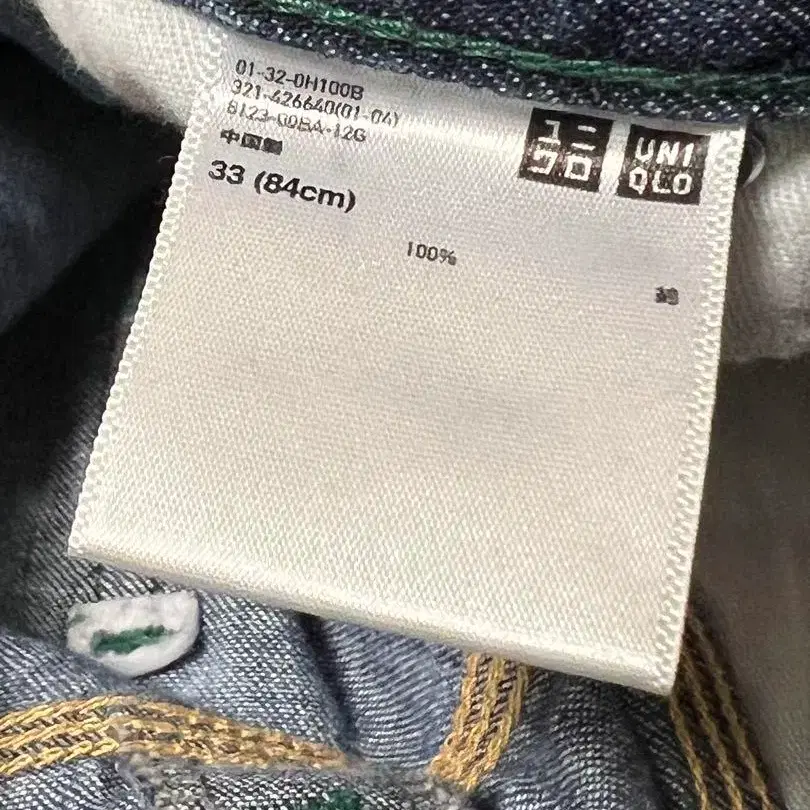 01-32-0H100B
321-426640(01-04)
8123-00BA-12G
中国製
33 (84cm)
ユニ
クロ
UNI
QLO
100%
綿